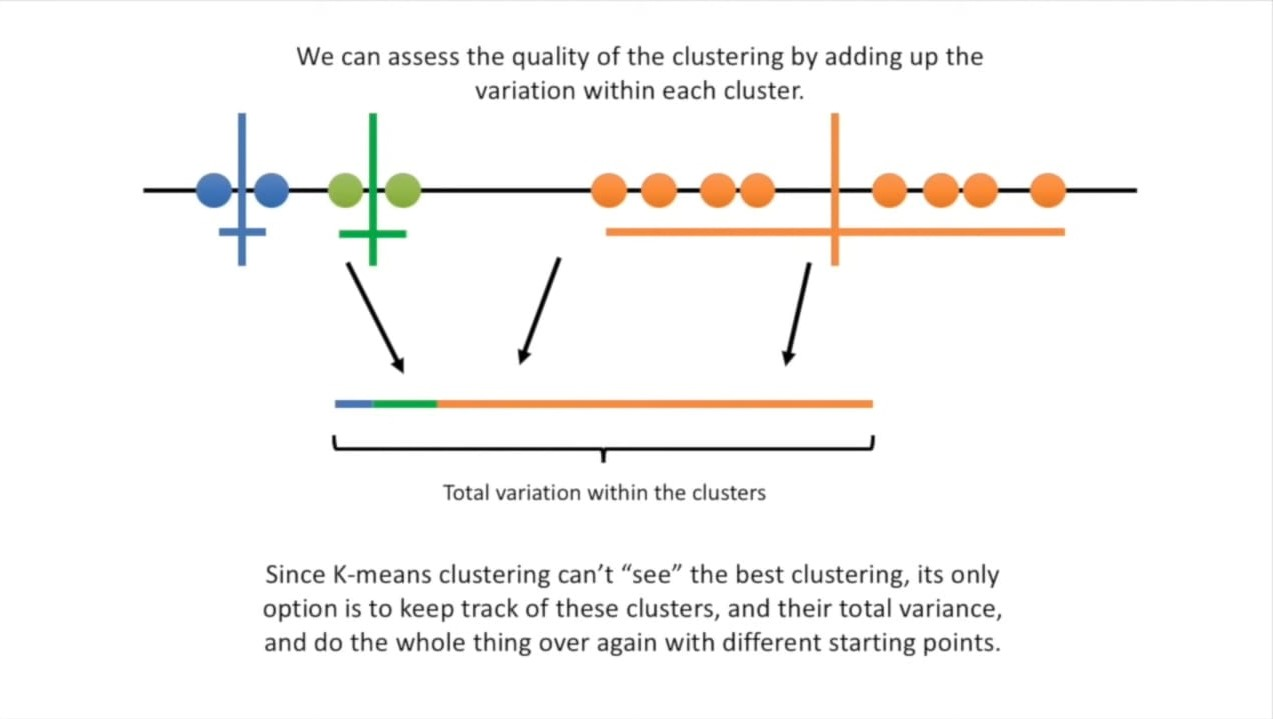 We can assess the quality of the clustering by adding up the
variation within each cluster.
Total variation within the clusters
Since K-means clustering can’t “see” the best clustering, its only
option is to keep track of these clusters, and their total variance,
and do the whole thing over again with different starting points.